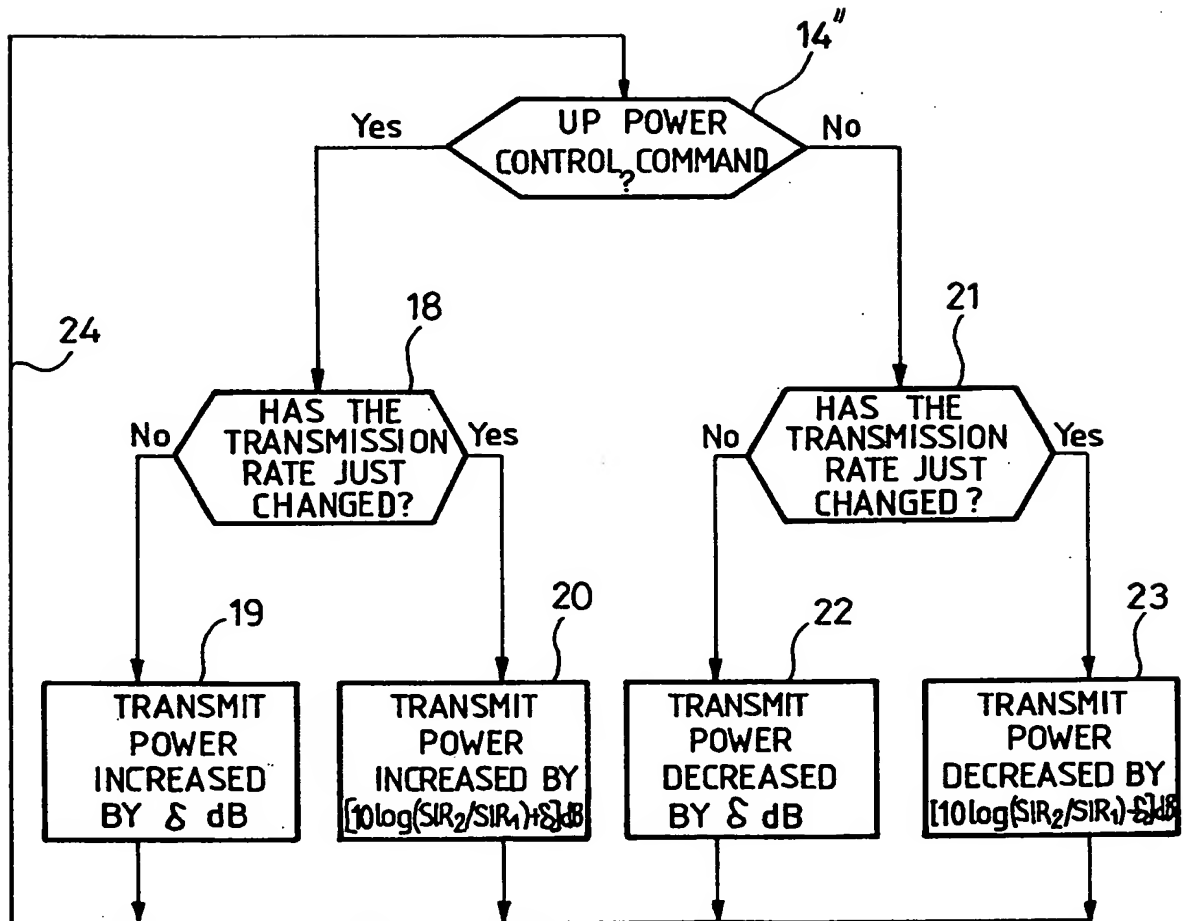 14"
UP POWER
CONTROL COMMAND
?
Yes
No
24
18
HAS THE
TRANSMISSION
RATE JUST
CHANGED?
No
Yes
21
HAS THE
TRANSMISSION
RATE JUST
CHANGED?
No
Yes
19
TRANSMIT
POWER
INCREASED
BY δ dB
20
TRANSMIT
POWER
INCREASED BY
[10log(SIR₂/SIR₁)+δ]dB
22
TRANSMIT
POWER
DECREASED
BY δ dB
23
TRANSMIT
POWER
DECREASED BY
[10log(SIR₂/SIR₁)-δ]dB